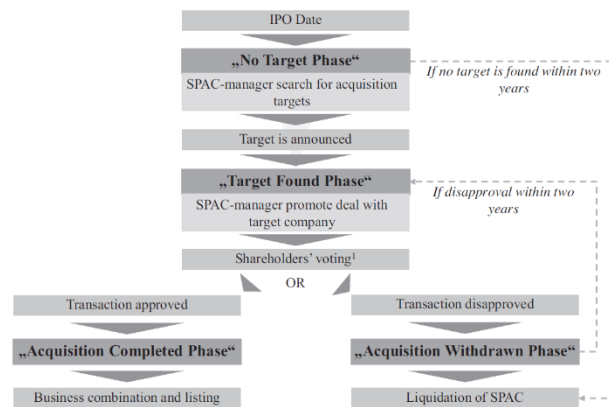 IPO Date
„No Target Phase“
SPAC-manager search for acquisition
targets
If no target is found within two
years
Target is announced
„Target Found Phase“
SPAC-manager promote deal with
target company
If disapproval within two
years
Shareholders’ voting¹
OR
Transaction approved
Transaction disapproved
„Acquisition Completed Phase“
„Acquisition Withdrawn Phase“
Business combination and listing
Liquidation of SPAC